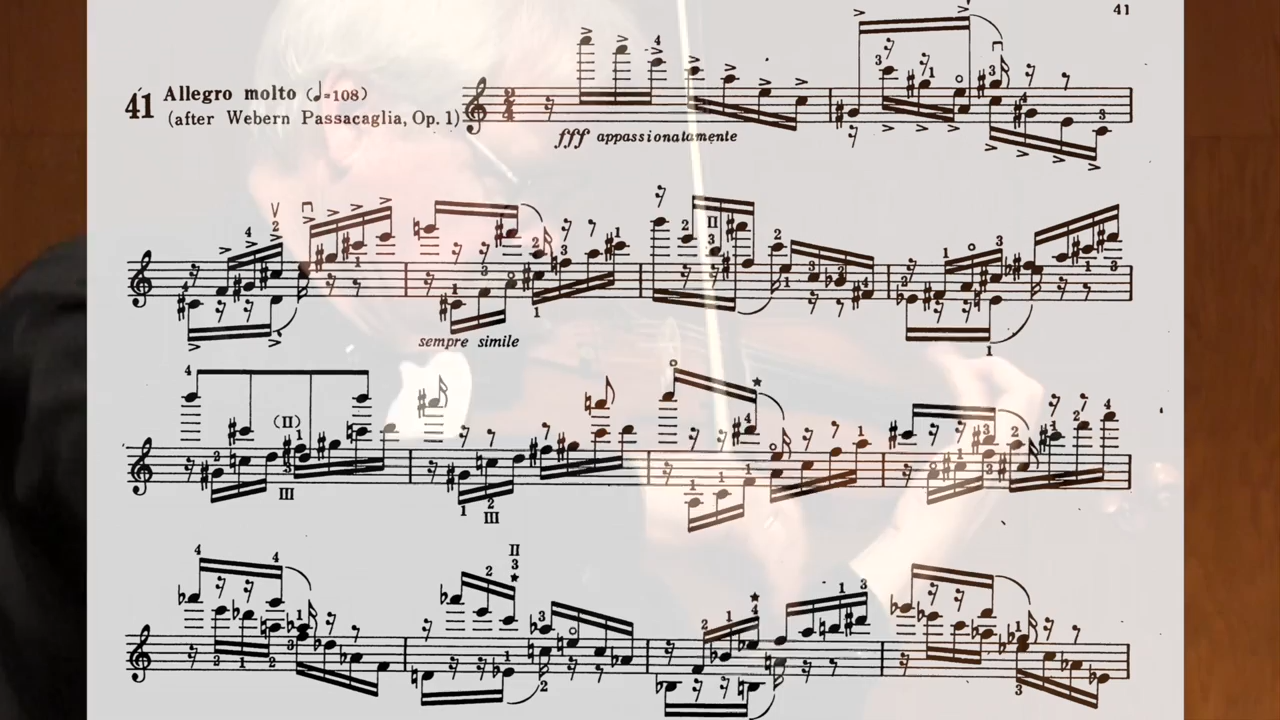 41
41 Allegro molto (♩=108)
(after Webern Passacaglia, Op. 1)
fff appassionatamente
sempre simile